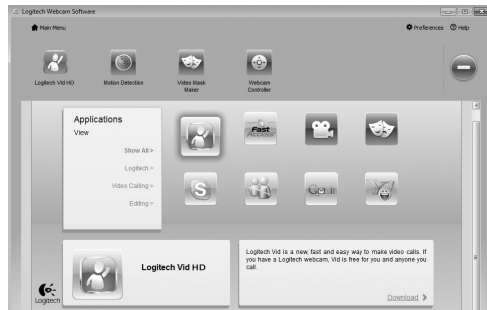 Logitech Webcam Software
Main Menu
Preferences
Help
Logitech Vid HD
Motion Detection
Video Mask
Maker
Webcam
Controller
Applications
View
Show All >
Logitech >
Video Calling >
Editing >
Fast
Access
S
Logitech Vid HD
Logitech Vid is a new, fast and easy way to make video calls. If
you have a Logitech webcam, Vid is free for you and anyone you
call.
Download >
Logitech